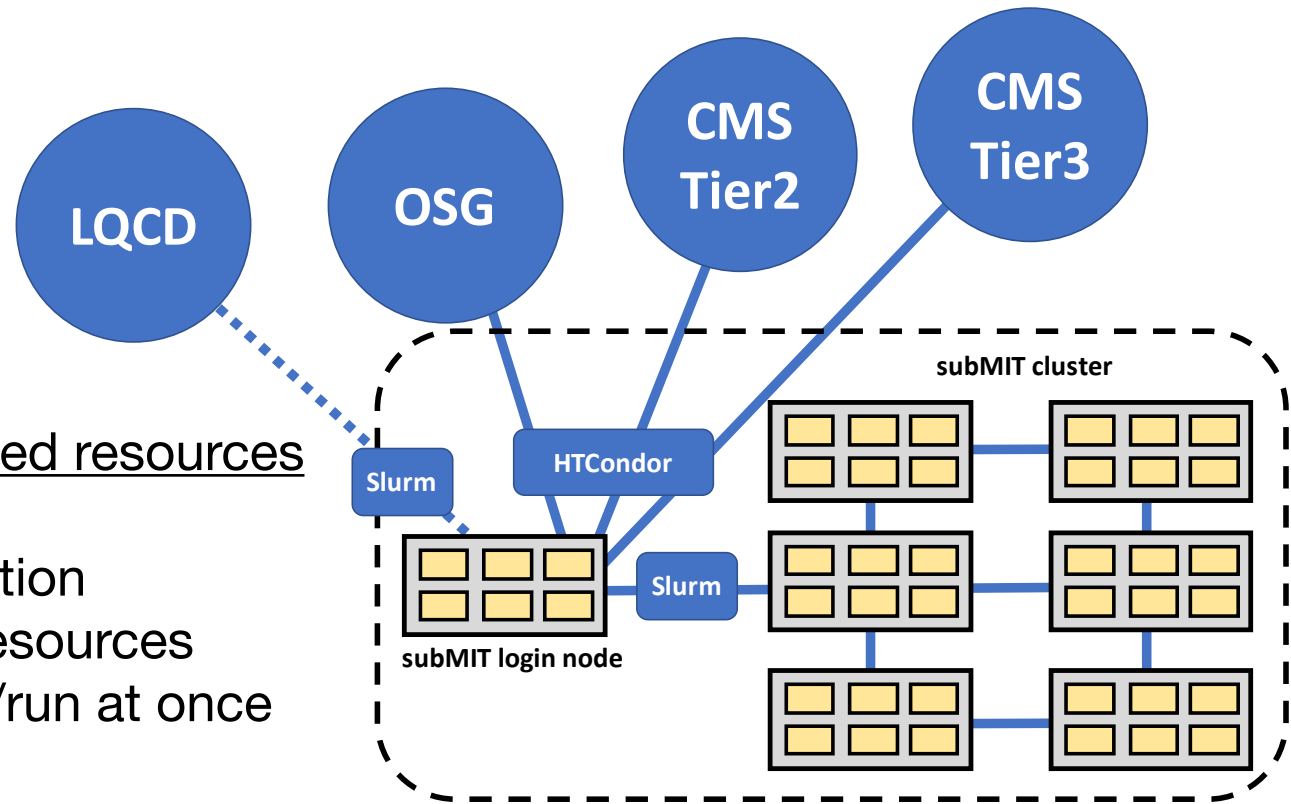 LQCD
OSG
CMS
Tier2
CMS
Tier3
subMIT cluster
ed resources
Slurm
HTCondor
tion
Slurm
esources
subMIT login node
/run at once